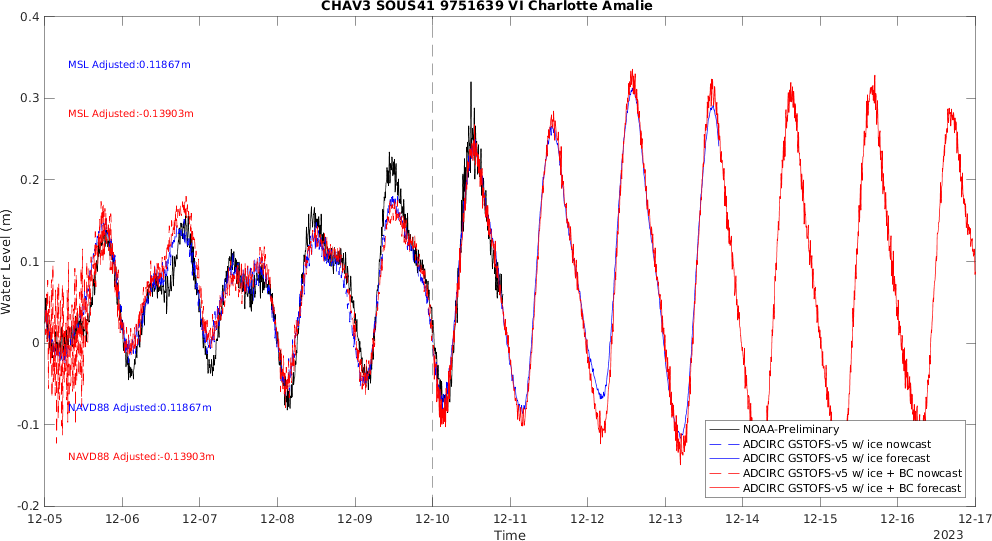 CHAV3 SOUS41 9751639 VI Charlotte Amalie
0.4
0.3
0.2
0.1
0
-0.1
-0.2
Water Level (m)
MSL Adjusted:0.11867m
MSL Adjusted:-0.13903m
NAVD88 Adjusted:0.11867m
NAVD88 Adjusted:-0.13903m
NOAA-Preliminary
ADCIRC GSTOFS-v5 w/ ice nowcast
ADCIRC GSTOFS-v5 w/ ice forecast
ADCIRC GSTOFS-v5 w/ ice + BC nowcast
ADCIRC GSTOFS-v5 w/ ice + BC forecast
12-05 12-06 12-07 12-08 12-09 12-10 12-11 12-12 12-13 12-14 12-15 12-16 12-17
Time
2023